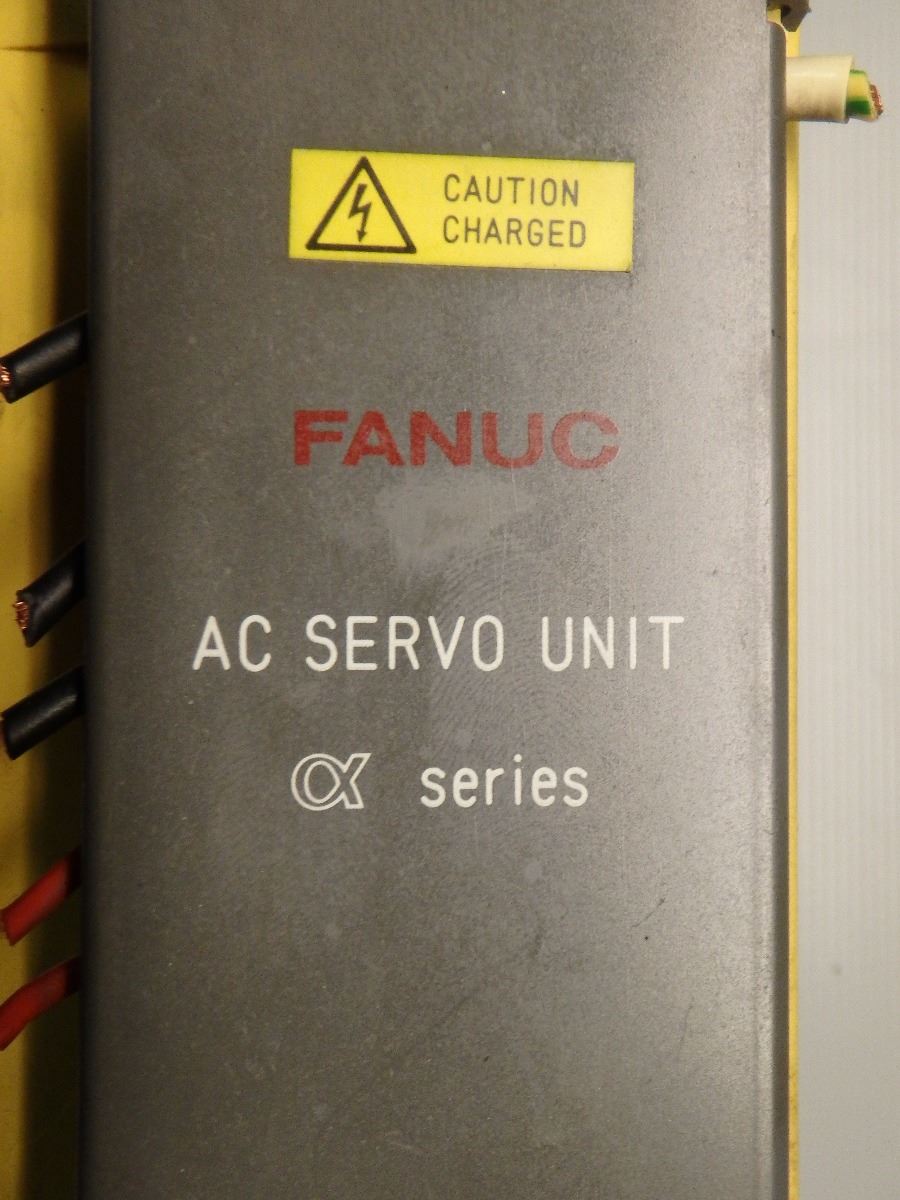 CAUTION
CHARGED
FANUC
AC SERVO UNIT
α series